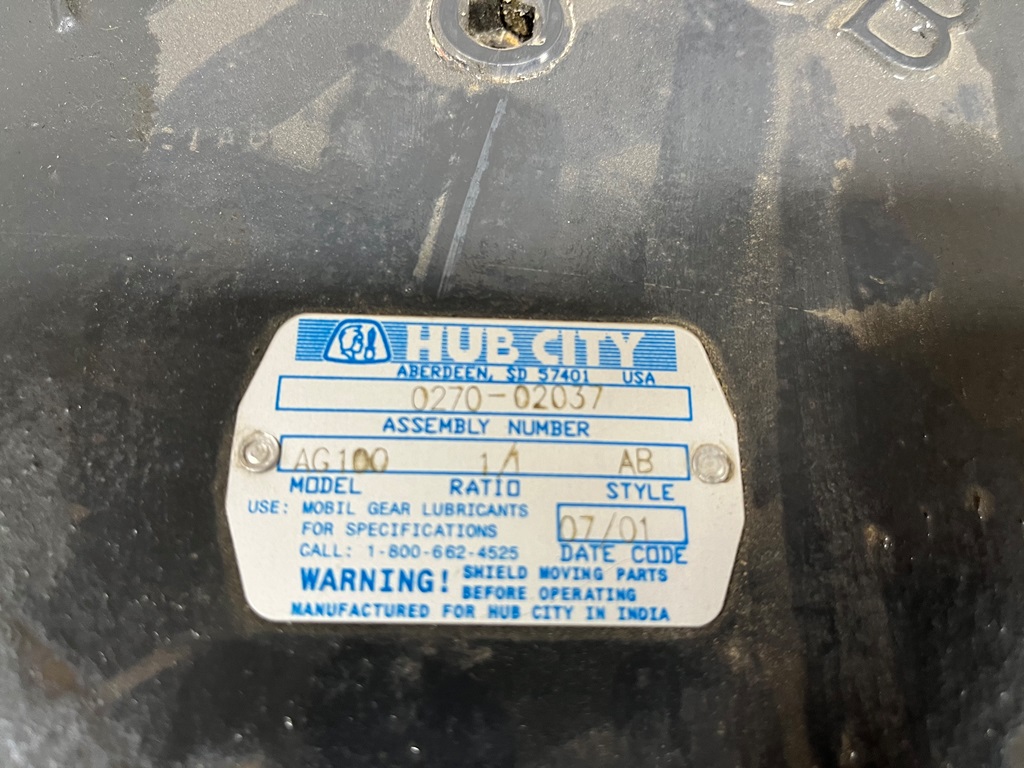 HUB CITY
ABERDEEN, SD 57401 USA
0270-02037
ASSEMBLY NUMBER
AG100 1/1 AB
MODEL RATIO STYLE
USE: MOBIL GEAR LUBRICANTS
FOR SPECIFICATIONS
CALL: 1-800-662-4525
07/01
DATE CODE
WARNING! SHIELD MOVING PARTS
BEFORE OPERATING
MANUFACTURED FOR HUB CITY IN INDIA